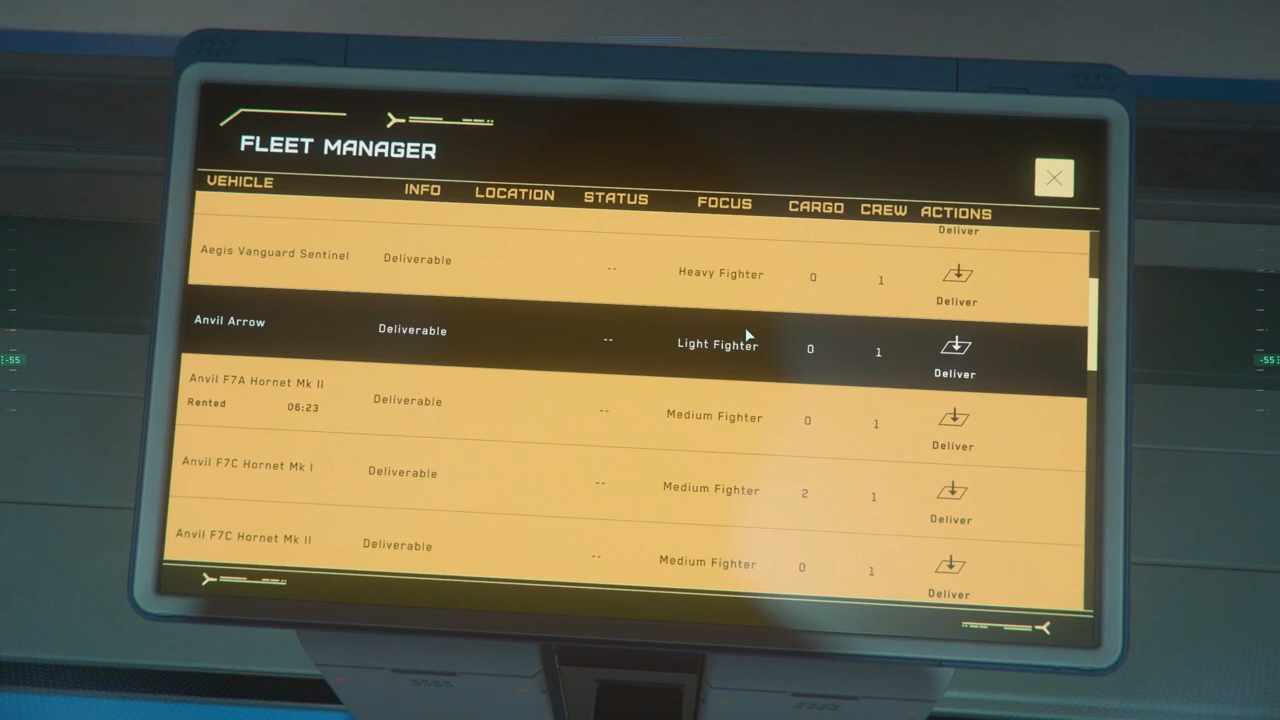 FLEET MANAGER
VEHICLE INFO LOCATION STATUS FOCUS CARGO CREW ACTIONS
Deliver
Aegis Vanguard Sentinel Deliverable -- Heavy Fighter 0 1 Deliver
Anvil Arrow Deliverable -- Light Fighter 0 1 Deliver
Anvil F7A Hornet Mk II Deliverable -- Medium Fighter 0 1 Deliver
Rented 06:23
Anvil F7C Hornet Mk I Deliverable -- Medium Fighter 2 1 Deliver
Anvil F7C Hornet Mk II Deliverable -- Medium Fighter 0 1 Deliver
-55
-55